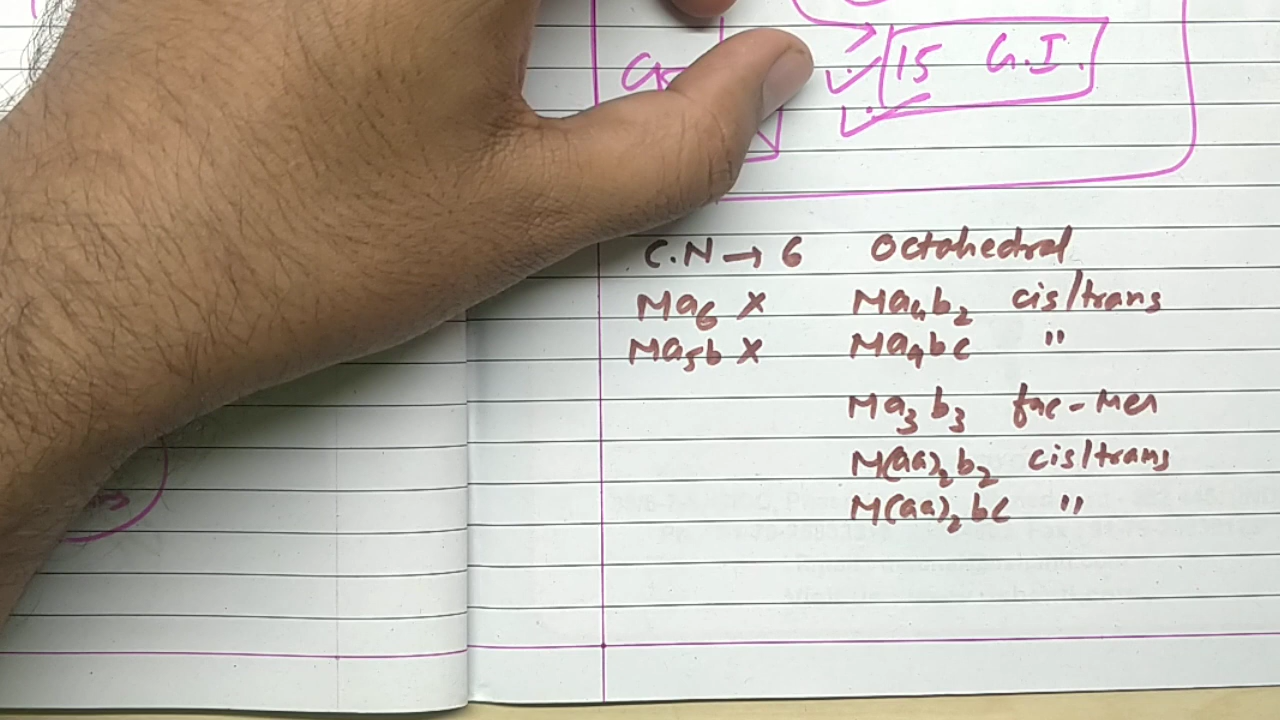 15 G.I.
C.N → 6 Octahedral
Ma₆ X Ma₄b₂ cis/trans
Ma₅b X Ma₄bc "
Ma₃b₃ fac-Mer
M(aa)₂b₂ cis/trans
M(aa)₂bc "